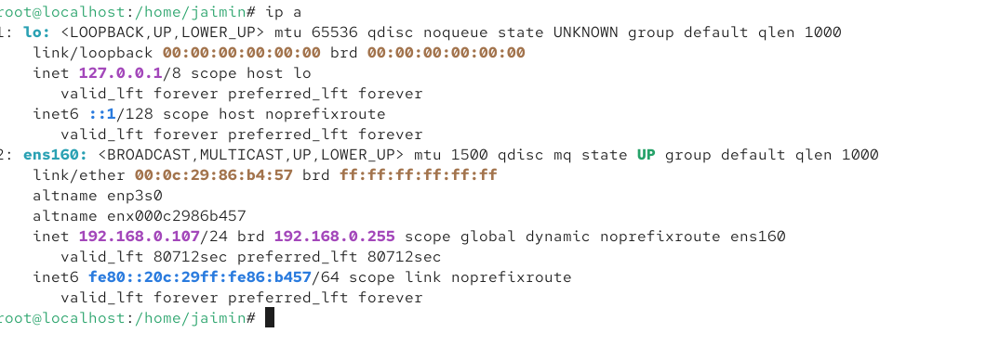 root@localhost:/home/jaimin# ip a
1: lo: <LOOPBACK,UP,LOWER_UP> mtu 65536 qdisc noqueue state UNKNOWN group default qlen 1000
link/loopback 00:00:00:00:00:00 brd 00:00:00:00:00:00
inet 127.0.0.1/8 scope host lo
valid_lft forever preferred_lft forever
inet6 ::1/128 scope host noprefixroute
valid_lft forever preferred_lft forever
2: ens160: <BROADCAST,MULTICAST,UP,LOWER_UP> mtu 1500 qdisc mq state UP group default qlen 1000
link/ether 00:0c:29:86:b4:57 brd ff:ff:ff:ff:ff:ff
altname enp3s0
altname enx000c2986b457
inet 192.168.0.107/24 brd 192.168.0.255 scope global dynamic noprefixroute ens160
valid_lft 80712sec preferred_lft 80712sec
inet6 fe80::20c:29ff:fe86:b457/64 scope link noprefixroute
valid_lft forever preferred_lft forever
root@localhost:/home/jaimin#